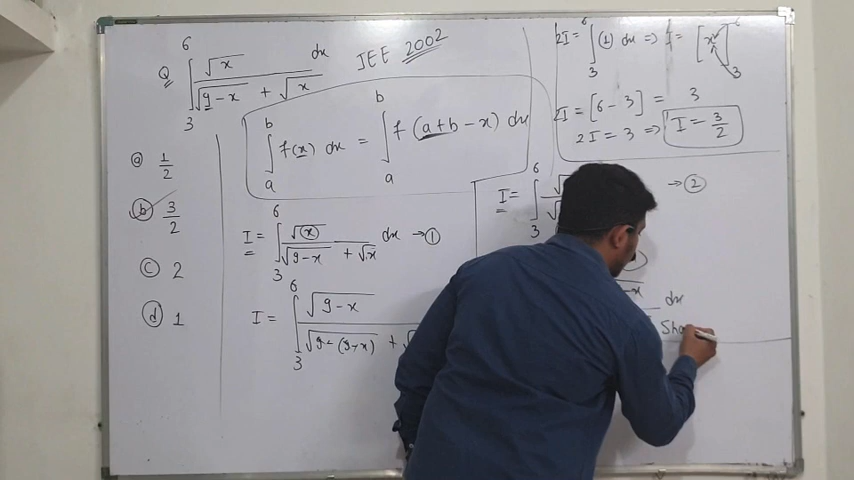 Q ∫₃⁶ √x / (√(9-x) + √x) dx JEE 2002
∫ₐᵇ f(x) dx = ∫ₐᵇ f(a+b-x) dx
ⓐ 1/2
ⓑ 3/2
ⓒ 2
ⓓ 1
I = ∫₃⁶ √(x) / (√(9-x) + √x) dx → ①
I = ∫₃⁶ √(9-x) / (√(9-(9-x)) + √
2I = ∫₃⁶ (1) dx => I = [x]₃⁶
2I = [6-3] = 3
2I = 3 => I = 3/2
I = ∫₃⁶ → ②
-x dx